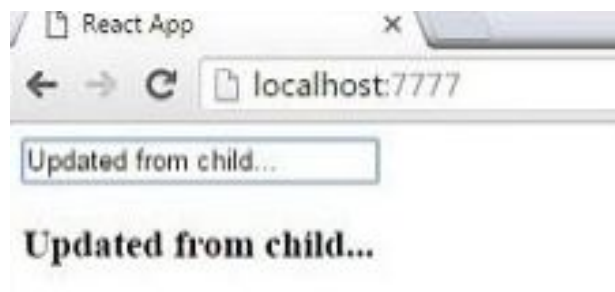 React App
localhost:7777
Updated from child...
Updated from child...